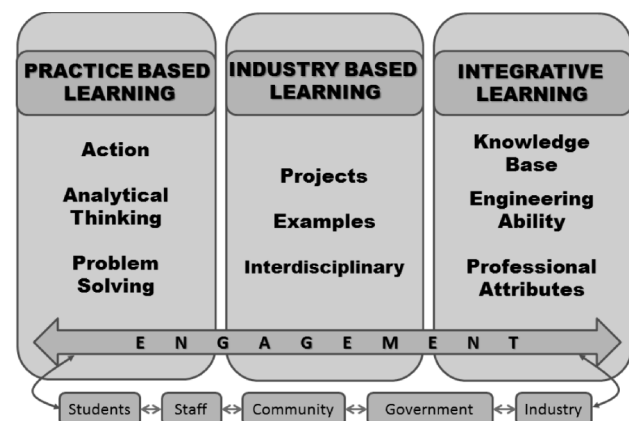 PRACTICE BASED
LEARNING
Action
Analytical
Thinking
Problem
Solving
INDUSTRY BASED
LEARNING
Projects
Examples
Interdisciplinary
INTEGRATIVE
LEARNING
Knowledge
Base
Engineering
Ability
Professional
Attributes
E N G A G E M E N T
Students
Staff
Community
Government
Industry